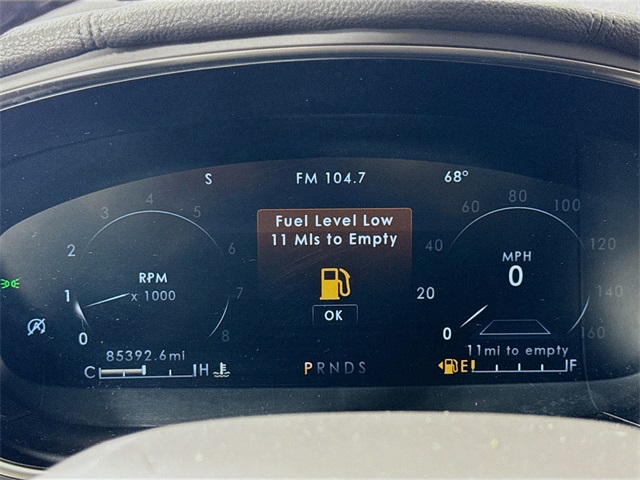 S FM 104.7 68°
Fuel Level Low
11 Mls to Empty
OK
0 1 2 3 4 5 6 7 8
RPM
x 1000
0 20 40 60 80 100 120 140 160
MPH
0
85392.6mi
C H
PRNDS
11mi to empty
E F